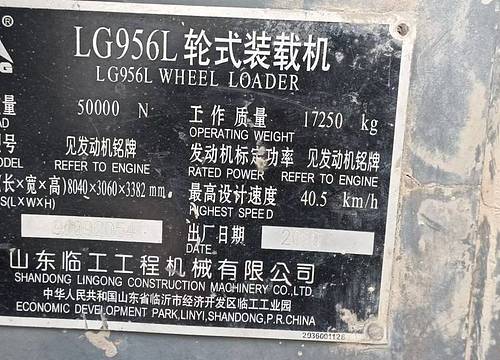 ®
LG956L 轮式装载机
LG956L WHEEL LOADER
量 50000 N 工作质量 17250 kg
OPERATING WEIGHT
号 见发动机铭牌 发动机标定功率 见发动机铭牌
ODEL REFER TO ENGINE RATED POWER REFER TO ENGINE
(长×宽×高) 8040×3060×3382 mm 最高设计速度 40.5 km/h
S(LXWXH) HIGHEST SPEED
出厂日期
DATE
山东临工工程机械有限公司
SHANDONG LINGONG CONSTRUCTION MACHINERY CO.,LTD.
中华人民共和国山东省临沂市经济开发区临工工业园
ECONOMIC DEVELOPMENT PARK,LINYI,SHANDONG,P.R.CHINA
2936001126